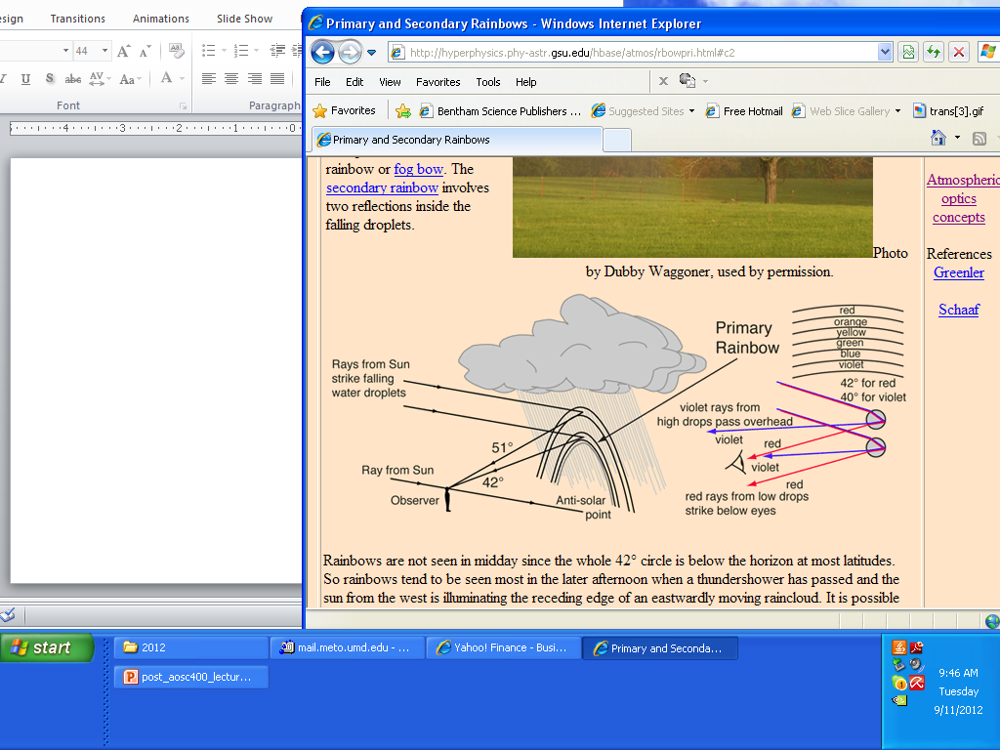 esign Transitions Animations Slide Show
44
U S abc AV Aa A
Font Paragraph
4 3 2 1 0
Primary and Secondary Rainbows - Windows Internet Explorer
http://hyperphysics.phy-astr.gsu.edu/hbase/atmos/rbowpri.html#c2
File Edit View Favorites Tools Help
Favorites Bentham Science Publishers ... Suggested Sites Free Hotmail Web Slice Gallery trans[3].gif
Primary and Secondary Rainbows
rainbow or fog bow. The
secondary rainbow involves
two reflections inside the
falling droplets.
Photo
by Dubby Waggoner, used by permission.
Atmospheric
optics
concepts
References
Greenler
Schaaf
Rays from Sun
strike falling
water droplets
Primary
Rainbow
red
orange
yellow
green
blue
violet
42° for red
40° for violet
violet rays from
high drops pass overhead
violet
red
violet
red
red rays from low drops
strike below eyes
51°
42°
Ray from Sun
Observer
Anti-solar
point
Rainbows are not seen in midday since the whole 42° circle is below the horizon at most latitudes.
So rainbows tend to be seen most in the later afternoon when a thundershower has passed and the
sun from the west is illuminating the receding edge of an eastwardly moving raincloud. It is possible
start 2012 mail.meto.umd.edu - ... Yahoo! Finance - Busi... Primary and Seconda...
post_aosc400_lectur...
9:46 AM
Tuesday
9/11/2012